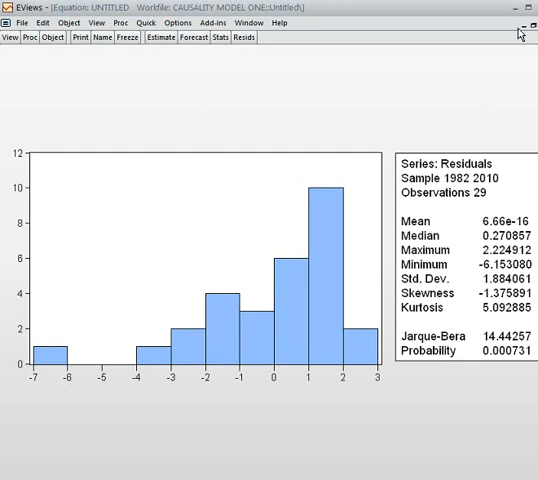 EViews - [Equation: UNTITLED   Workfile: CAUSALITY MODEL ONE::Untitled\]
File Edit Object View Proc Quick Options Add-ins Window Help
View Proc Object Print Name Freeze Estimate Forecast Stats Resids
12
10
8
6
4
2
0
-7 -6 -5 -4 -3 -2 -1 0 1 2 3
Series: Residuals
Sample 1982 2010
Observations 29
Mean 6.66e-16
Median 0.270857
Maximum 2.224912
Minimum -6.153080
Std. Dev. 1.884061
Skewness -1.375891
Kurtosis 5.092885
Jarque-Bera 14.44257
Probability 0.000731